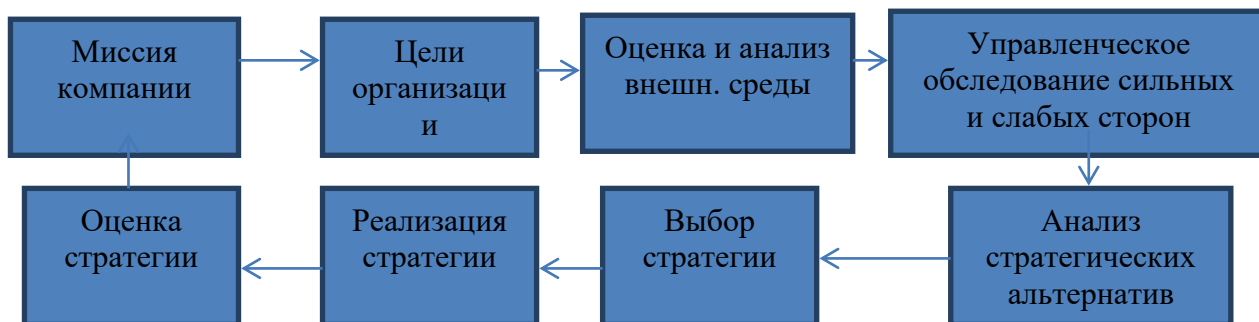 Миссия
компании
Цели
организаци
и
Оценка и анализ
внешн. среды
Управленческое
обследование сильных
и слабых сторон
Оценка
стратегии
Реализация
стратегии
Выбор
стратегии
Анализ
стратегических
альтернатив